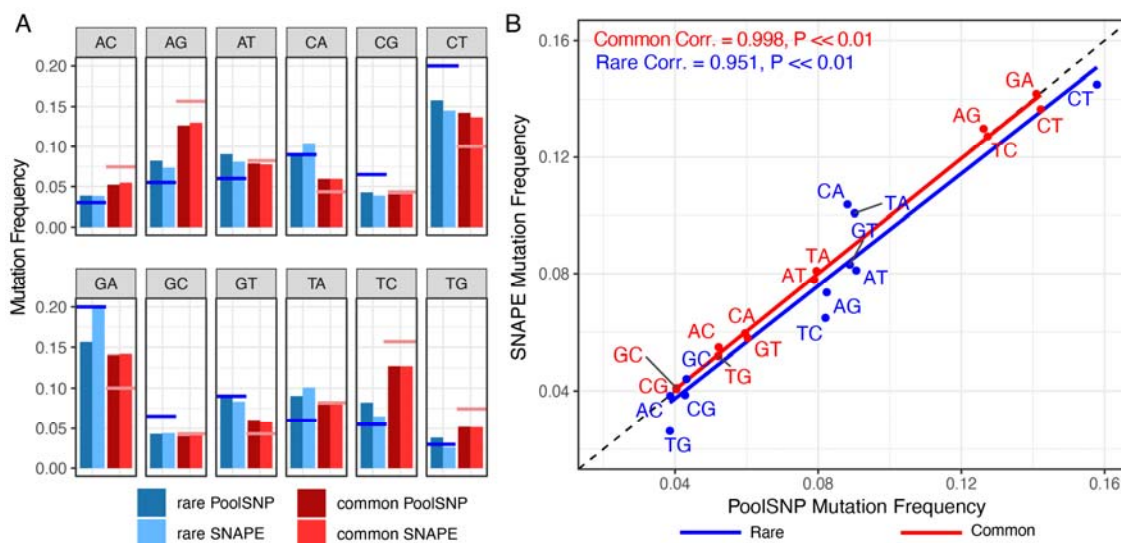 A
AC AG AT CA CG CT
0.20
0.15
0.10
0.05
0.00
GA GC GT TA TC TG
0.20
0.15
0.10
0.05
0.00
Mutation Frequency
rare PoolSNP common PoolSNP
rare SNAPE common SNAPE
B
Common Corr. = 0.998, P << 0.01
Rare Corr. = 0.951, P << 0.01
0.16
0.12
0.08
0.04
SNAPE Mutation Frequency
GA
CT
CT
AG
TC
CA
TA
GT
TA
AT
AT
AG
TC
CA
AC
GT
GC
GC
TG
CG
AC
CG
TG
0.04 0.08 0.12 0.16
PoolSNP Mutation Frequency
Rare Common